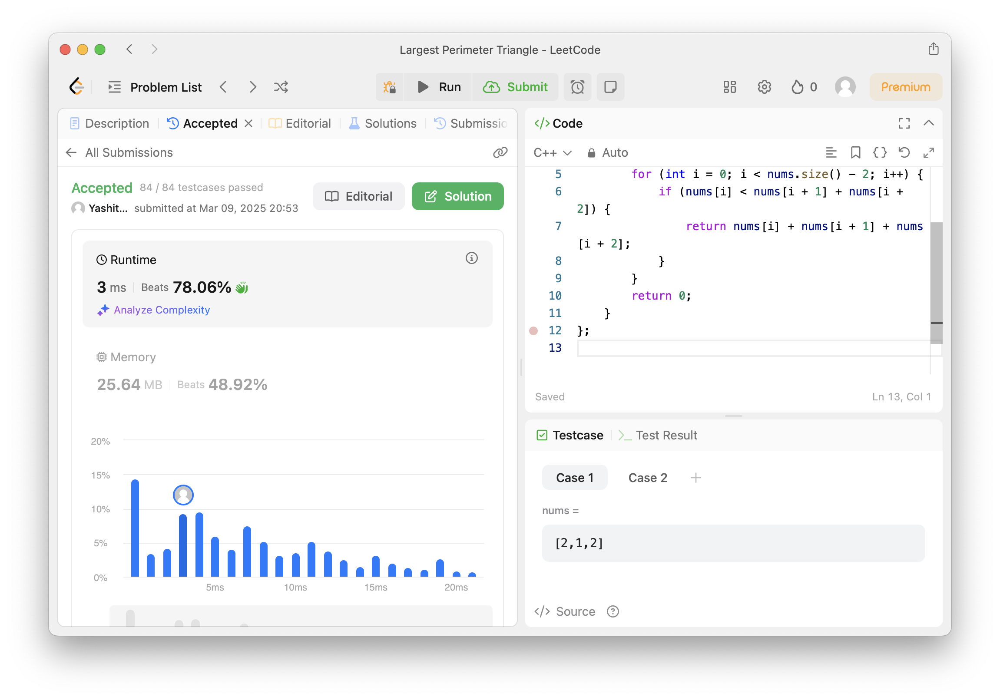 Largest Perimeter Triangle - LeetCode
Problem List
Run
Submit
0
Premium
Description
Accepted
Editorial
Solutions
Submissio
All Submissions
Accepted 84 / 84 testcases passed
Yashit... submitted at Mar 09, 2025 20:53
Editorial
Solution
Runtime
3 ms Beats 78.06%
Analyze Complexity
Memory
25.64 MB Beats 48.92%
20%
15%
10%
5%
0%
5ms 10ms 15ms 20ms
</> Code
C++ Auto
5 for (int i = 0; i < nums.size() - 2; i++) {
6 if (nums[i] < nums[i + 1] + nums[i +
2]) {
7 return nums[i] + nums[i + 1] + nums
[i + 2];
8 }
9 }
10 return 0;
11 }
12 };
13
Saved
Ln 13, Col 1
Testcase
Test Result
Case 1 Case 2
nums =
[2,1,2]
</> Source